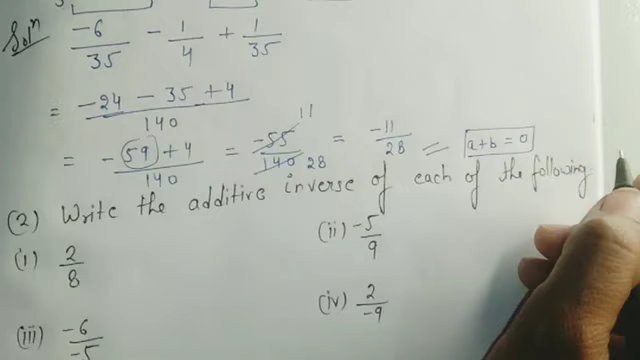 Solⁿ -6/35 - 1/4 + 1/35
= -24 - 35 + 4 / 140
= -59 + 4 / 140 = -55/140 11 28 = -11/28 a+b = 0
(2) Write the additive inverse of each of the following
(i) 2/8 (ii) -5/9
(iii) -6/-5 (iv) 2/-9